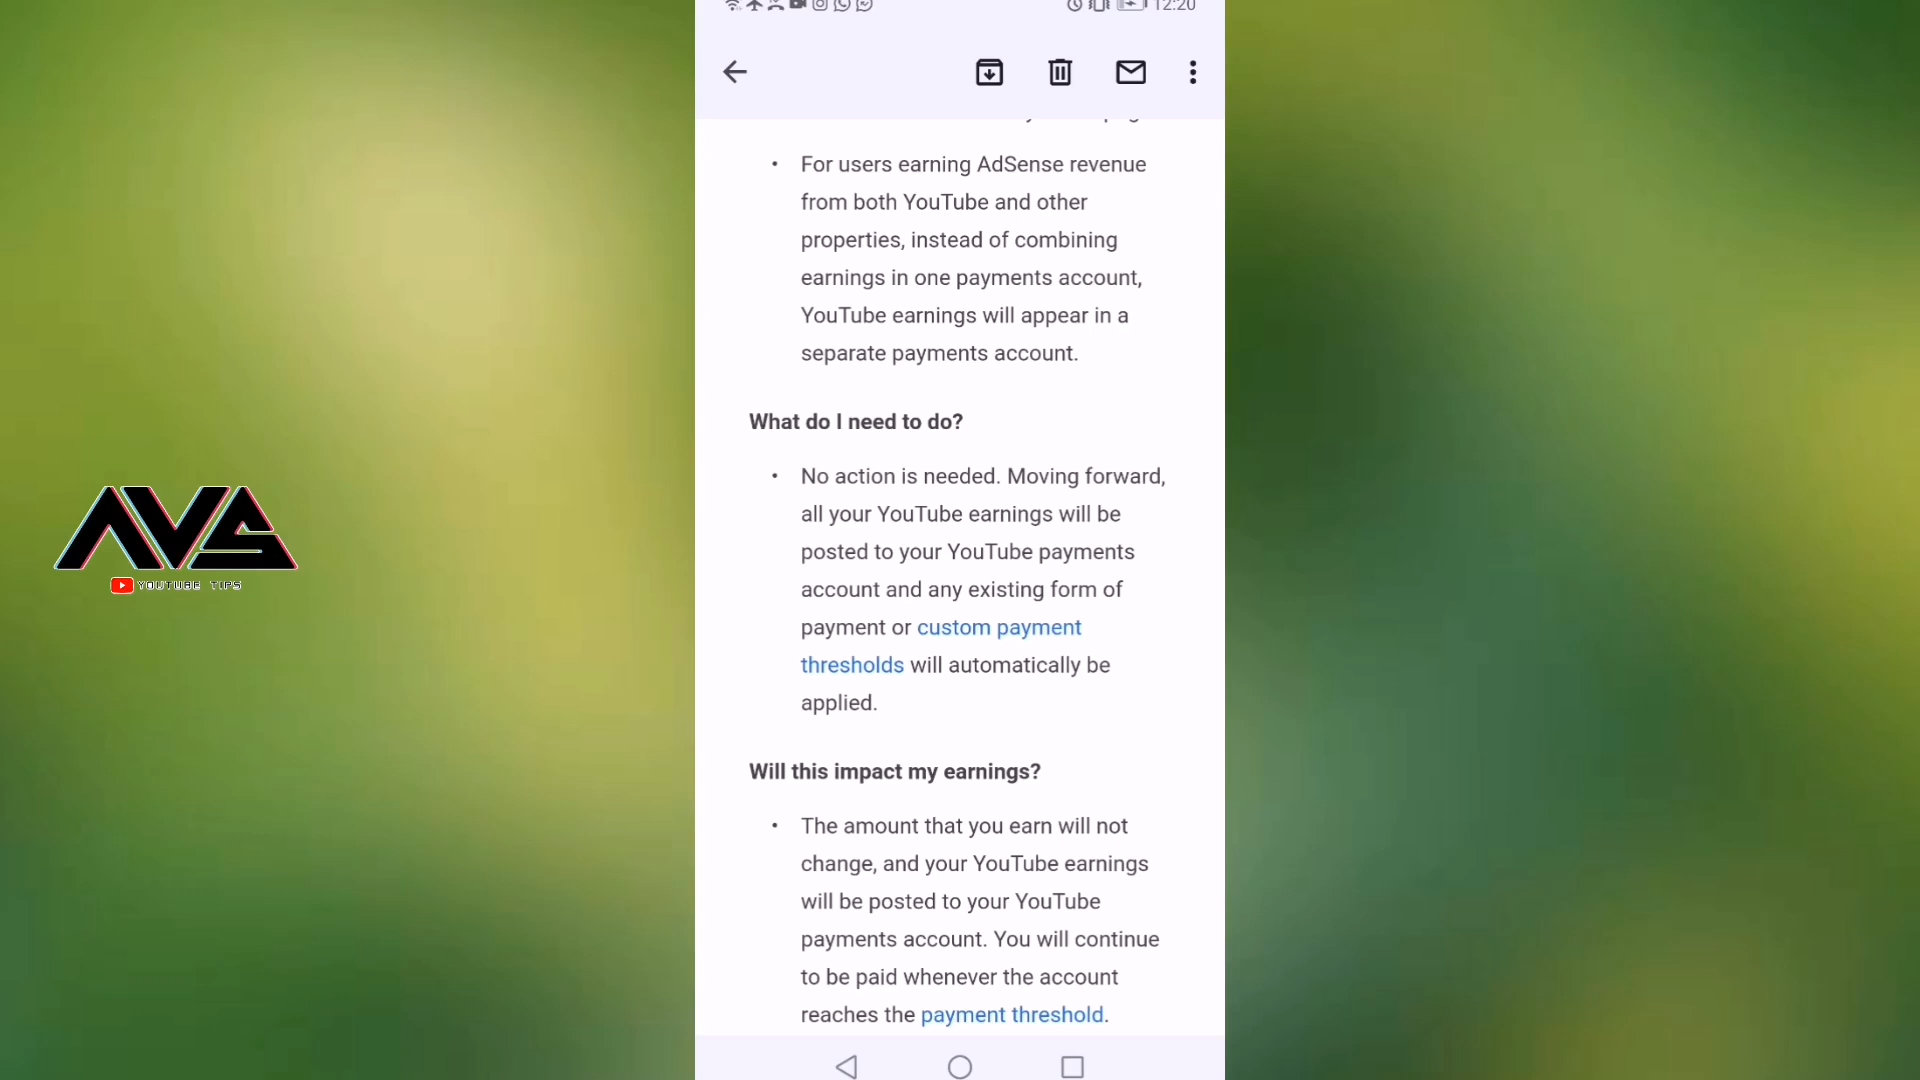 12:20
• For users earning AdSense revenue
from both YouTube and other
properties, instead of combining
earnings in one payments account,
YouTube earnings will appear in a
separate payments account.
What do I need to do?
• No action is needed. Moving forward,
all your YouTube earnings will be
posted to your YouTube payments
account and any existing form of
payment or custom payment
thresholds will automatically be
applied.
AVS
YOUTUBE TIPS
Will this impact my earnings?
• The amount that you earn will not
change, and your YouTube earnings
will be posted to your YouTube
payments account. You will continue
to be paid whenever the account
reaches the payment threshold.